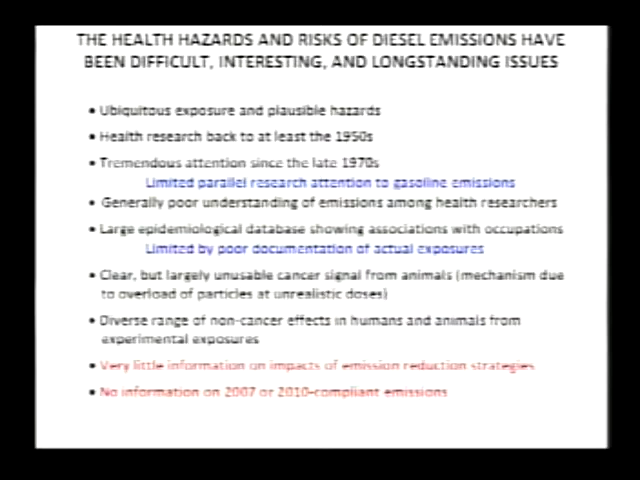 THE HEALTH HAZARDS AND RISKS OF DIESEL EMISSIONS HAVE
BEEN DIFFICULT, INTERESTING, AND LONGSTANDING ISSUES
• Ubiquitous exposure and plausible hazards
• Health research back to at least the 1950s
• Tremendous attention since the late 1970s
Limited parallel research attention to gasoline emissions
• Generally poor understanding of emissions among health researchers
• Large epidemiological database showing associations with occupations
Limited by poor documentation of actual exposures
• Clear, but largely unusable cancer signal from animals (mechanism due
to overload of particles at unrealistic doses)
• Diverse range of non-cancer effects in humans and animals from
experimental exposures
• Very little information on impacts of emission reduction strategies
• No information on 2007 or 2010-compliant emissions